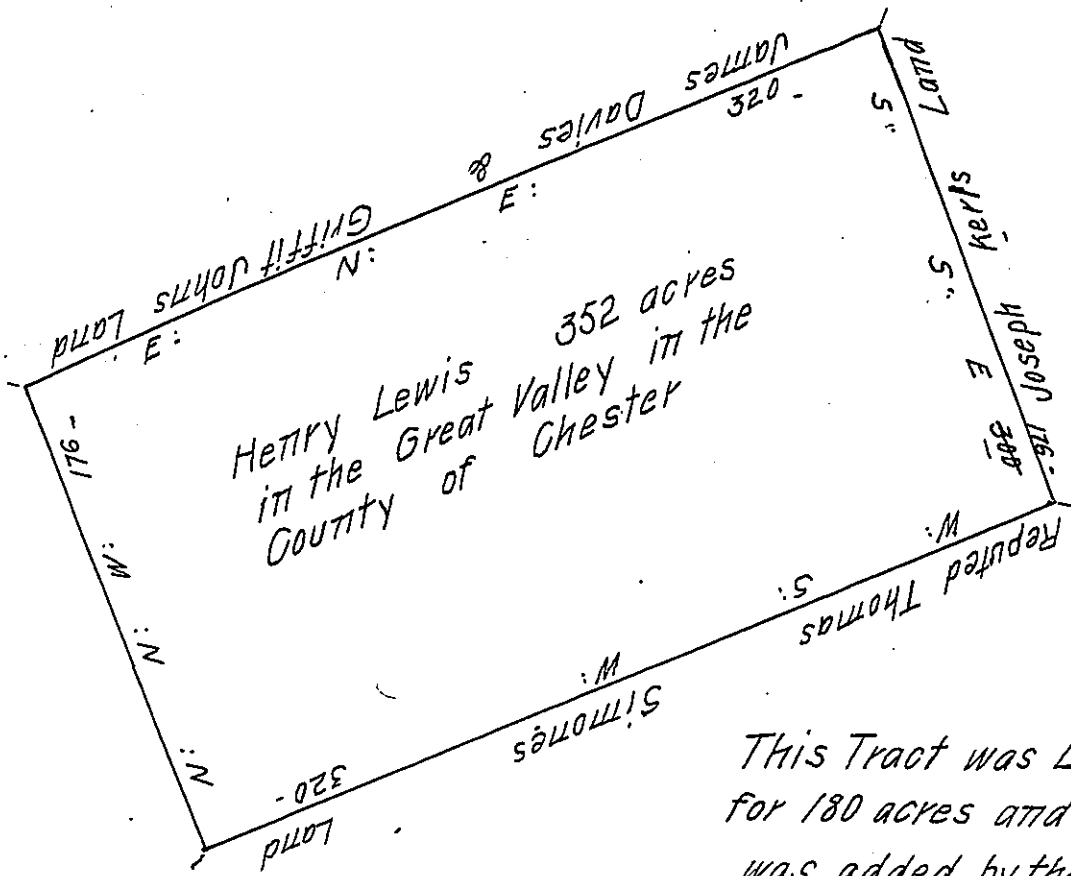 James Davies &
Griffit Johns Land
E: N: E:
320 -
Land
Joseph Kerls
S" S" E
300
176 -
Henry Lewis 352 acres
in the Great Valley in the
County of Chester
176 -
N: N: W:
Reputed Thomas
Simones
Land
W: S: W:
320 -
This Tract was
for 180 acres and
was added by the